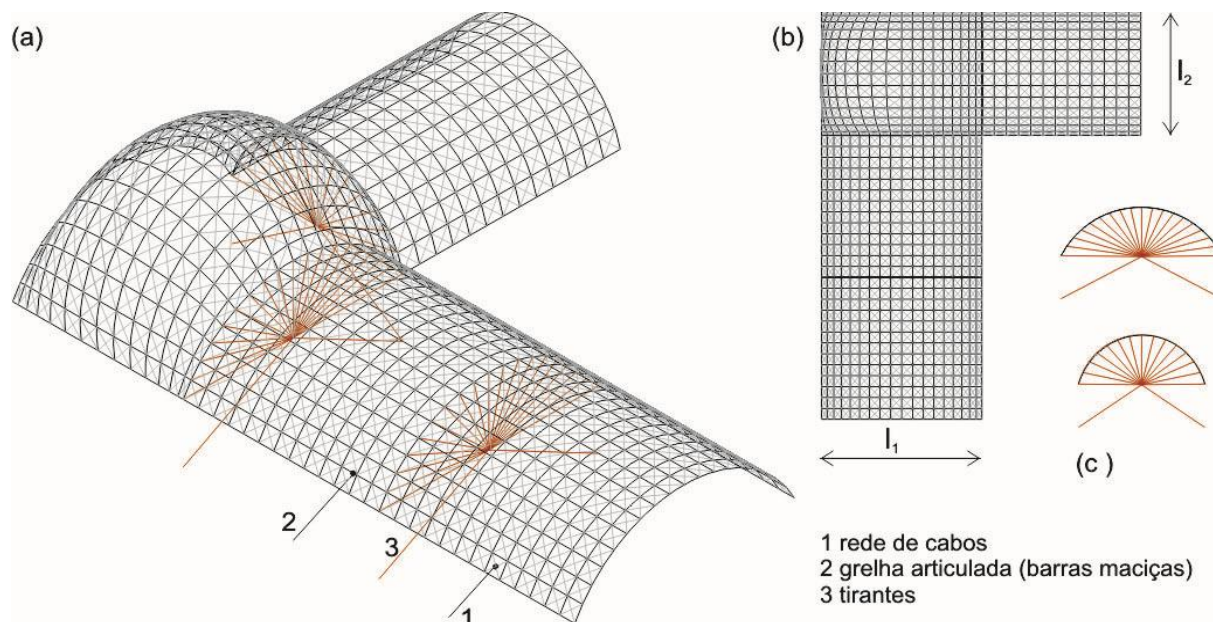 (a)
(b)
l2
2
3
1
l1
(c )
1 rede de cabos
2 grelha articulada (barras maciças)
3 tirantes